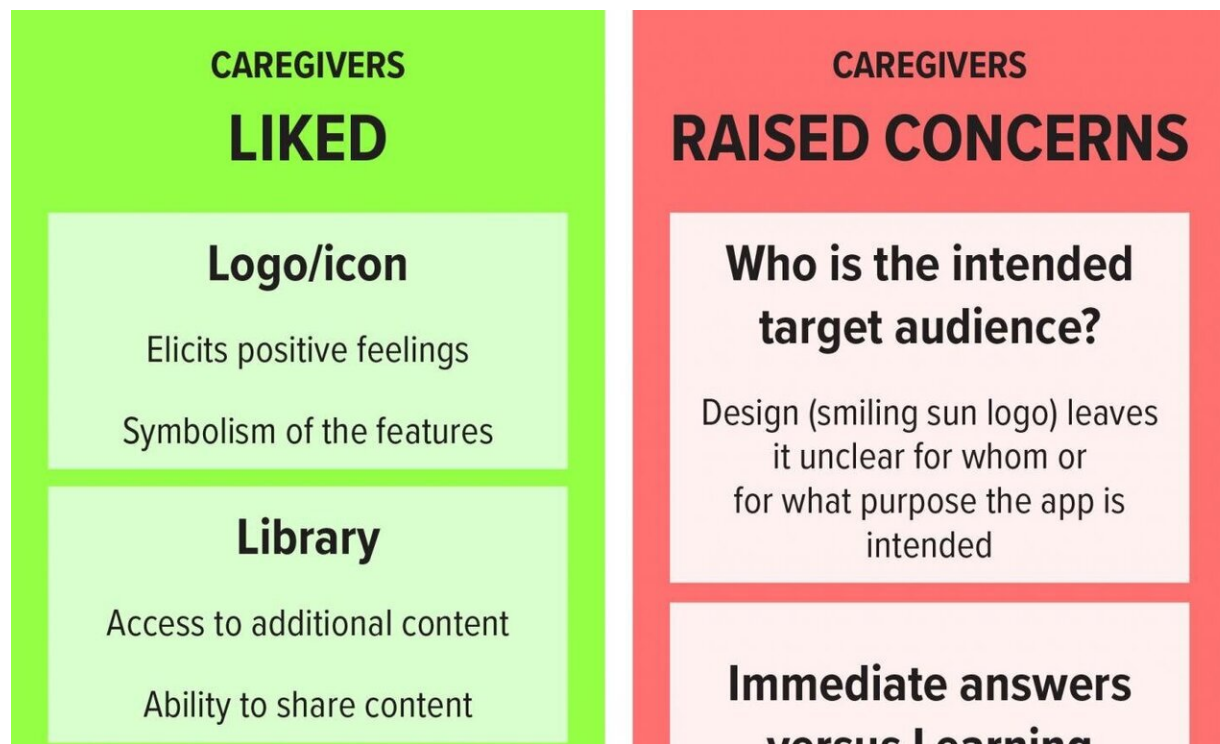 CAREGIVERS
LIKED
Logo/icon
Elicits positive feelings
Symbolism of the features
Library
Access to additional content
Ability to share content
CAREGIVERS
RAISED CONCERNS
Who is the intended
target audience?
Design (smiling sun logo) leaves
it unclear for whom or
for what purpose the app is
intended
Immediate answers
versus Learning